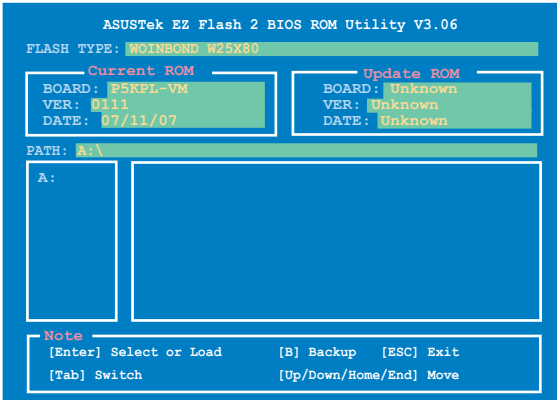 ASUSTek EZ Flash 2 BIOS ROM Utility V3.06
FLASH TYPE: WOINBOND W25X80
Current ROM
BOARD: P5KPL-VM
VER: 0111
DATE: 07/11/07
Update ROM
BOARD: Unknown
VER: Unknown
DATE: Unknown
PATH: A:\
A:
Note
[Enter] Select or Load [B] Backup [ESC] Exit
[Tab] Switch [Up/Down/Home/End] Move